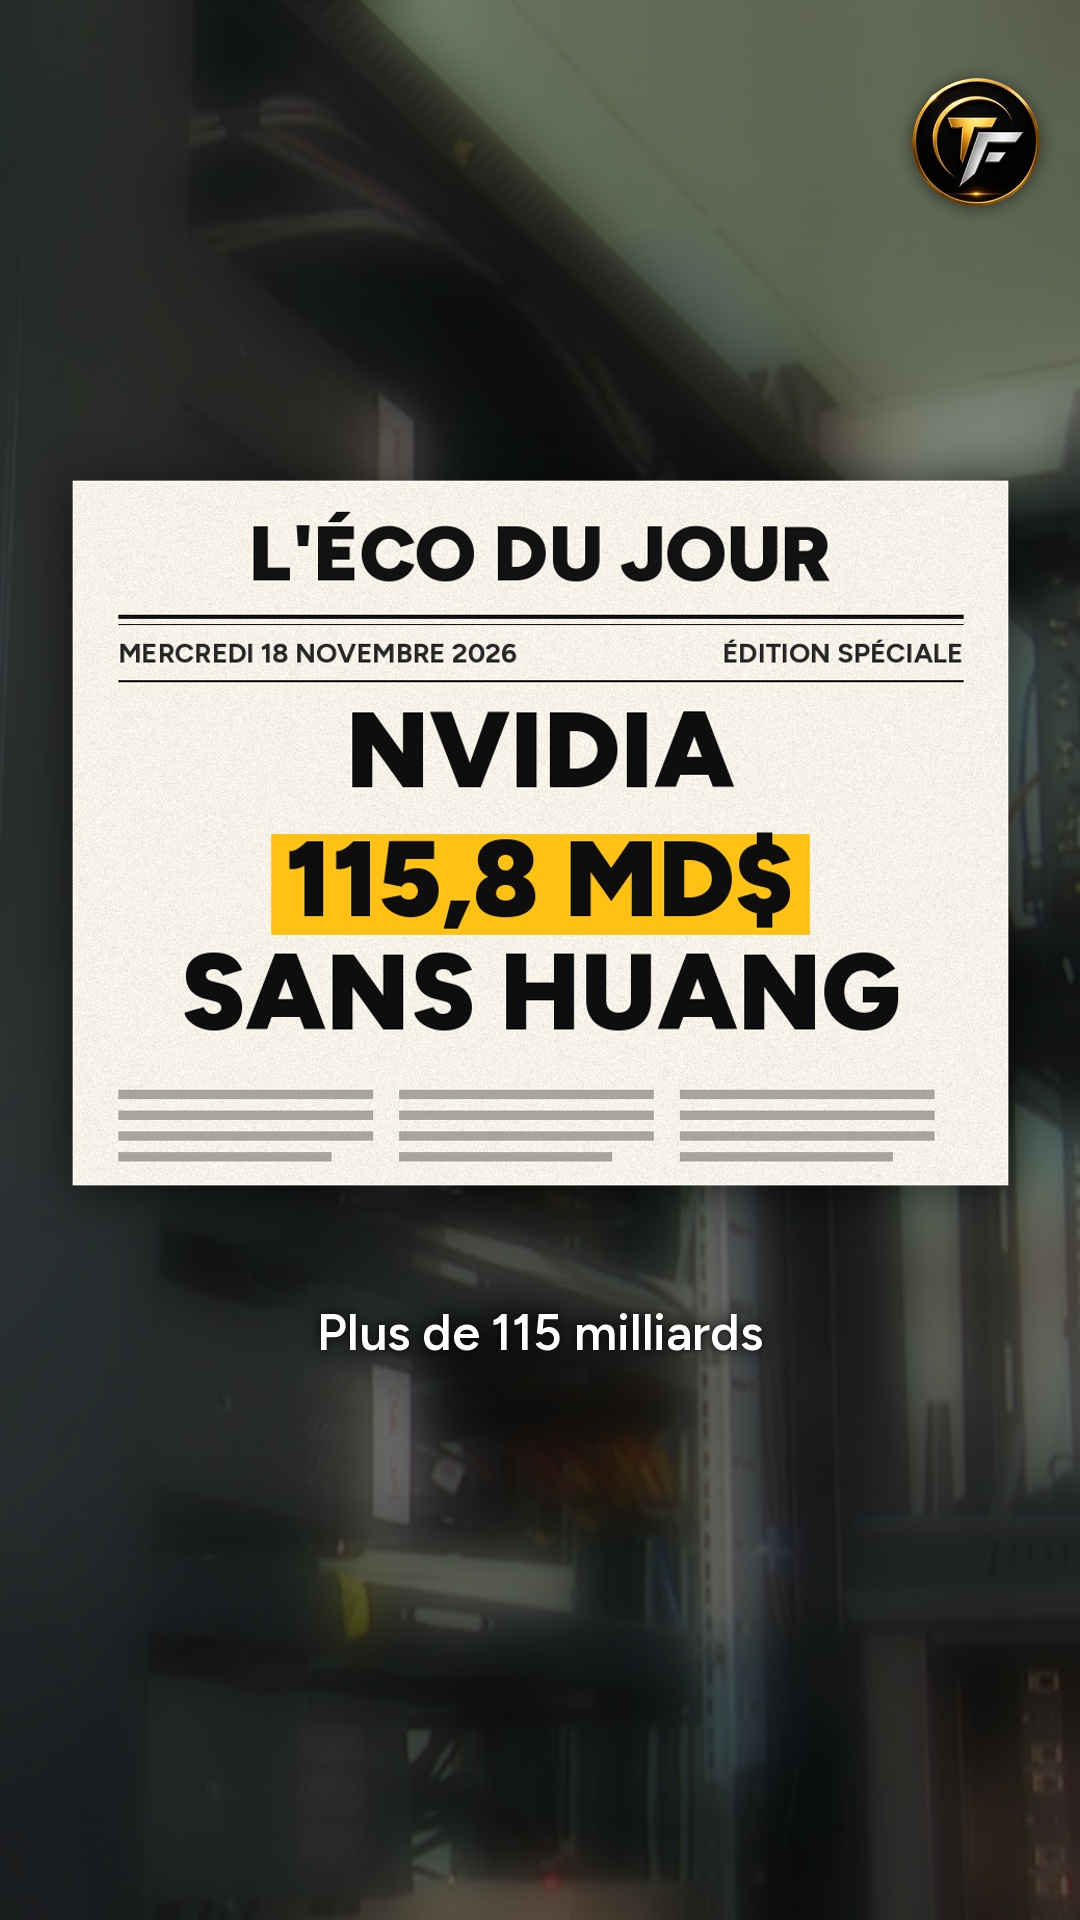 TF
L'ÉCO DU JOUR
MERCREDI 18 NOVEMBRE 2026
ÉDITION SPÉCIALE
NVIDIA
115,8 MD$
SANS HUANG
Plus de 115 milliards